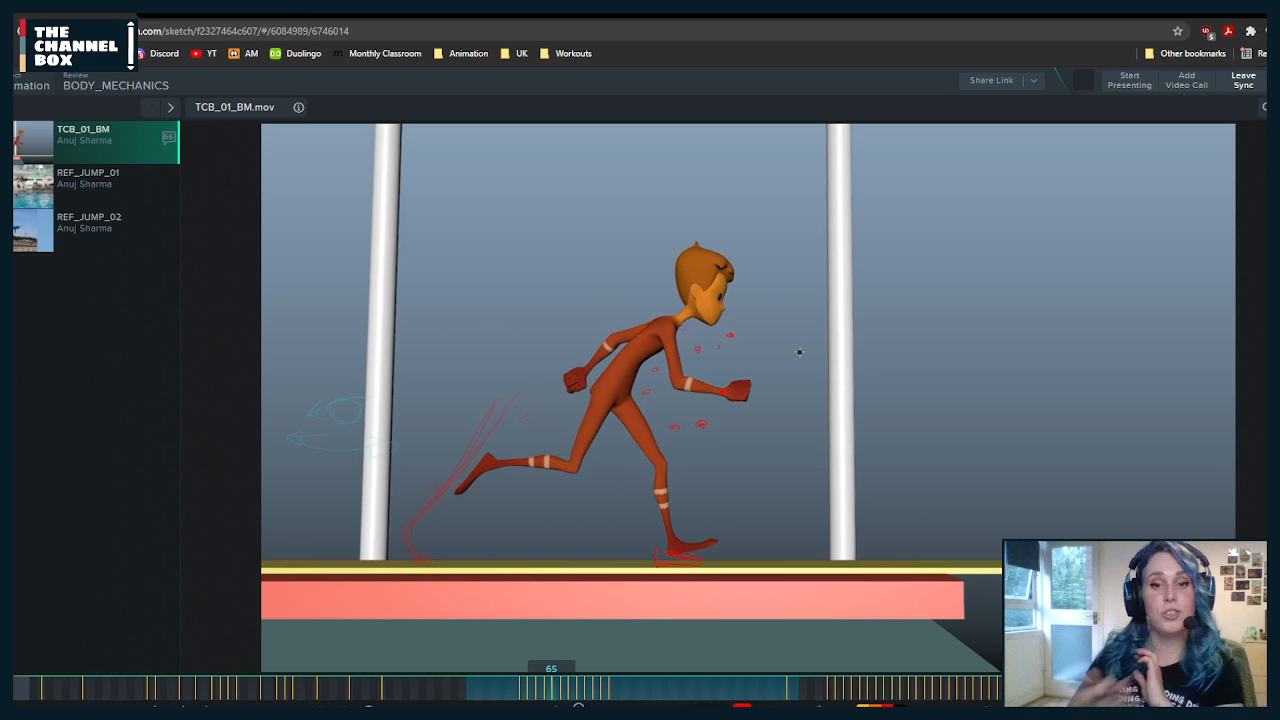 THE
CHANNEL
BOX
.com/sketch/f2327464c607/#/6084989/6746014
Discord
YT
AM
Duolingo
Monthly Classroom
Animation
UK
Workouts
Other bookmarks
Re
mation
Review
BODY_MECHANICS
Share Link
Start
Presenting
Add
Video Call
Leave
Sync
TCB_01_BM.mov
TCB_01_BM
Anuj Sharma
66
REF_JUMP_01
Anuj Sharma
REF_JUMP_02
Anuj Sharma
65